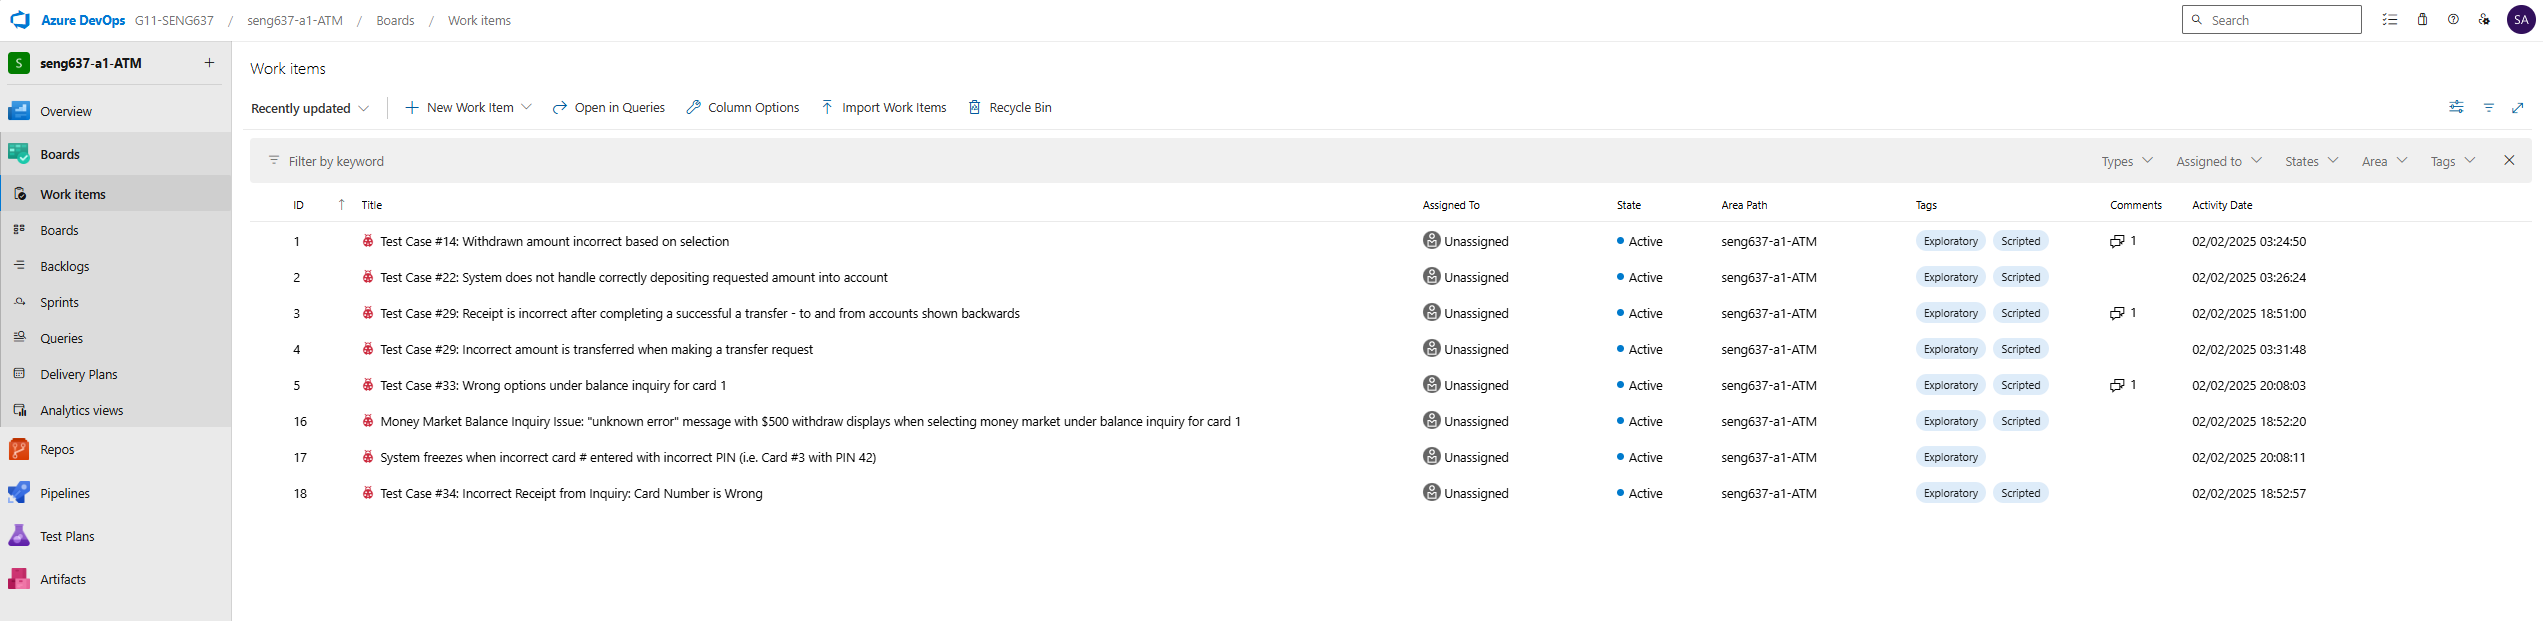 Azure DevOps G11-SENG637 / seng637-a1-ATM / Boards / Work items Search SA
S seng637-a1-ATM +
Overview
Boards
Work items
Boards
Backlogs
Sprints
Queries
Delivery Plans
Analytics views
Repos
Pipelines
Test Plans
Artifacts
Work items
Recently updated New Work Item Open in Queries Column Options Import Work Items Recycle Bin
Filter by keyword Types Assigned to States Area Tags
ID ↑ Title Assigned To State Area Path Tags Comments Activity Date
1 Test Case #14: Withdrawn amount incorrect based on selection Unassigned Active seng637-a1-ATM Exploratory Scripted 1 02/02/2025 03:24:50
2 Test Case #22: System does not handle correctly depositing requested amount into account Unassigned Active seng637-a1-ATM Exploratory Scripted 02/02/2025 03:26:24
3 Test Case #29: Receipt is incorrect after completing a successful a transfer - to and from accounts shown backwards Unassigned Active seng637-a1-ATM Exploratory Scripted 1 02/02/2025 18:51:00
4 Test Case #29: Incorrect amount is transferred when making a transfer request Unassigned Active seng637-a1-ATM Exploratory Scripted 02/02/2025 03:31:48
5 Test Case #33: Wrong options under balance inquiry for card 1 Unassigned Active seng637-a1-ATM Exploratory Scripted 1 02/02/2025 20:08:03
16 Money Market Balance Inquiry Issue: "unknown error" message with $500 withdraw displays when selecting money market under balance inquiry for card 1 Unassigned Active seng637-a1-ATM Exploratory Scripted 02/02/2025 18:52:20
17 System freezes when incorrect card # entered with incorrect PIN (i.e. Card #3 with PIN 42) Unassigned Active seng637-a1-ATM Exploratory 02/02/2025 20:08:11
18 Test Case #34: Incorrect Receipt from Inquiry: Card Number is Wrong Unassigned Active seng637-a1-ATM Exploratory Scripted 02/02/2025 18:52:57